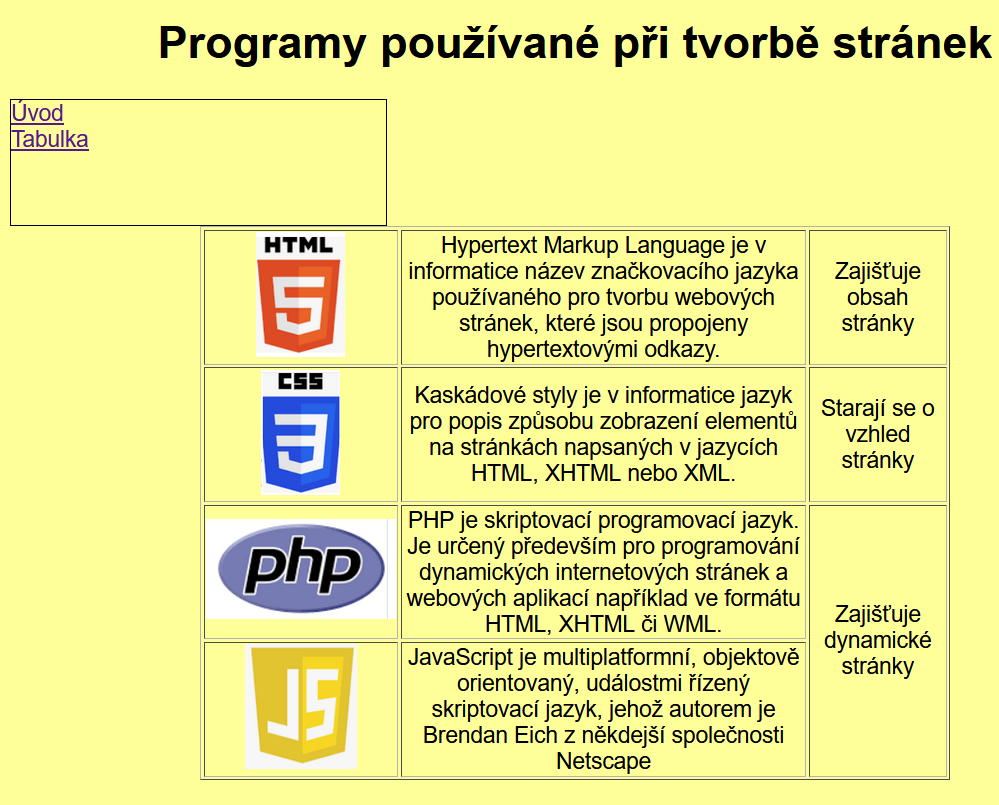 Programy používané při tvorbě stránek
Úvod
Tabulka
HTML
5
Hypertext Markup Language je v
informatice název značkovacího jazyka
používaného pro tvorbu webových
stránek, které jsou propojeny
hypertextovými odkazy.
Zajišťuje
obsah
stránky
CSS
3
Kaskádové styly je v informatice jazyk
pro popis způsobu zobrazení elementů
na stránkách napsaných v jazycích
HTML, XHTML nebo XML.
Starají se o
vzhled
stránky
php
PHP je skriptovací programovací jazyk.
Je určený především pro programování
dynamických internetových stránek a
webových aplikací například ve formátu
HTML, XHTML či WML.
Zajišťuje
dynamické
stránky
JS
JavaScript je multiplatformní, objektově
orientovaný, událostmi řízený
skriptovací jazyk, jehož autorem je
Brendan Eich z někdejší společnosti
Netscape